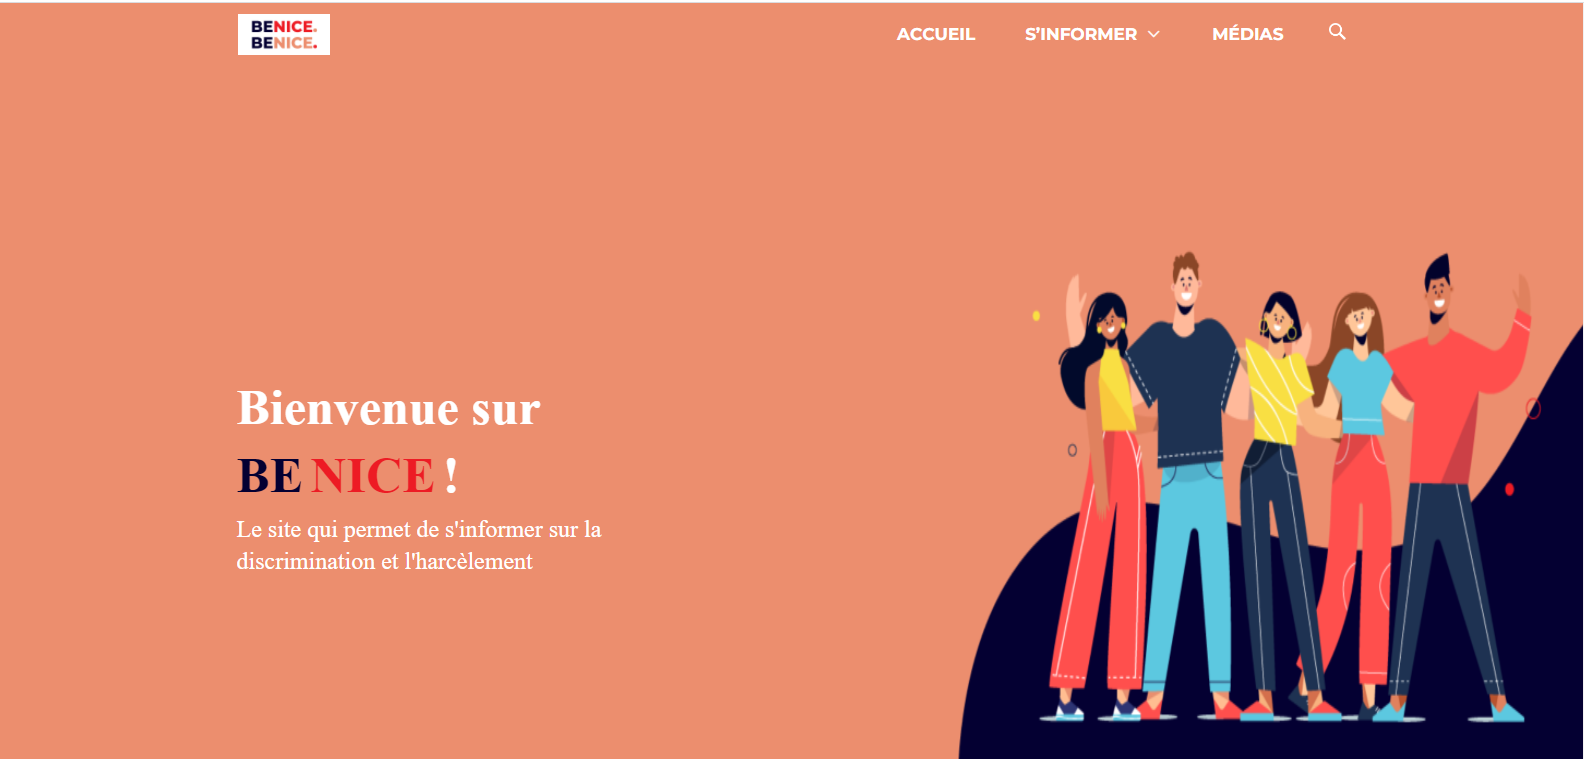 BENICE.
BENICE.
ACCUEIL
S'INFORMER
MÉDIAS
Bienvenue sur
BE NICE !
Le site qui permet de s'informer sur la
discrimination et l'harcèlement